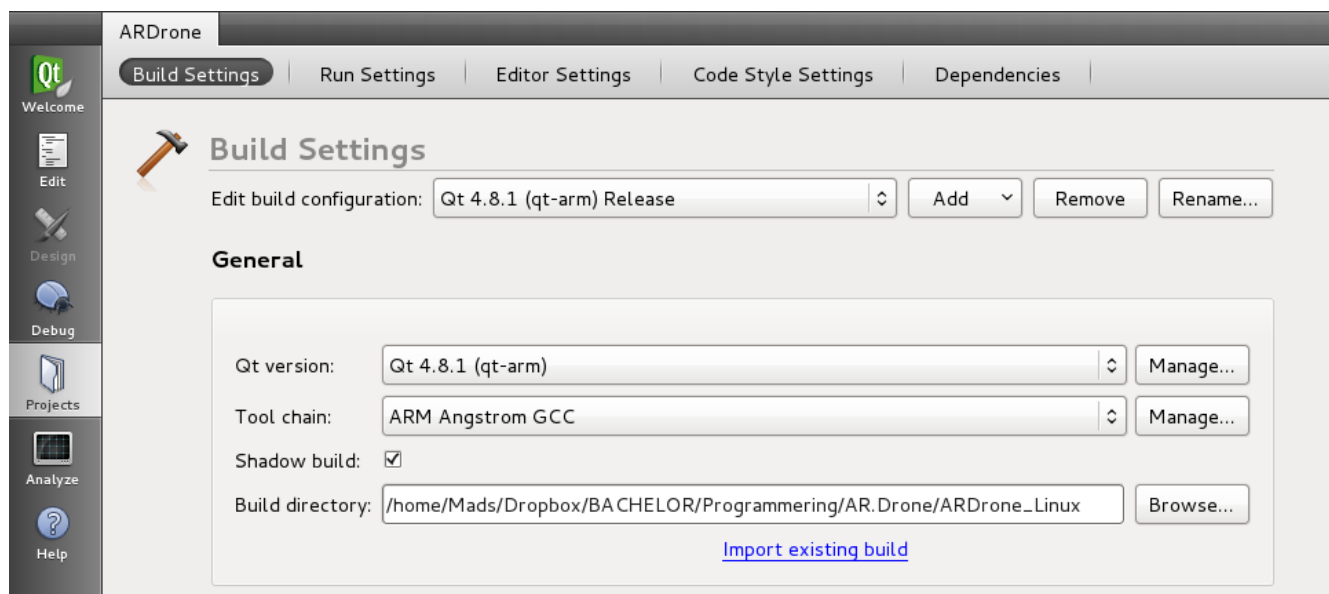 ARDrone
Build Settings
Run Settings
Editor Settings
Code Style Settings
Dependencies
Qt
Welcome
Edit
Design
Debug
Projects
Analyze
Help
Build Settings
Edit build configuration: Qt 4.8.1 (qt-arm) Release Add Remove Rename...
General
Qt version: Qt 4.8.1 (qt-arm) Manage...
Tool chain: ARM Angstrom GCC Manage...
Shadow build:
Build directory: /home/Mads/Dropbox/BACHELOR/Programmering/AR.Drone/ARDrone_Linux Browse...
Import existing build